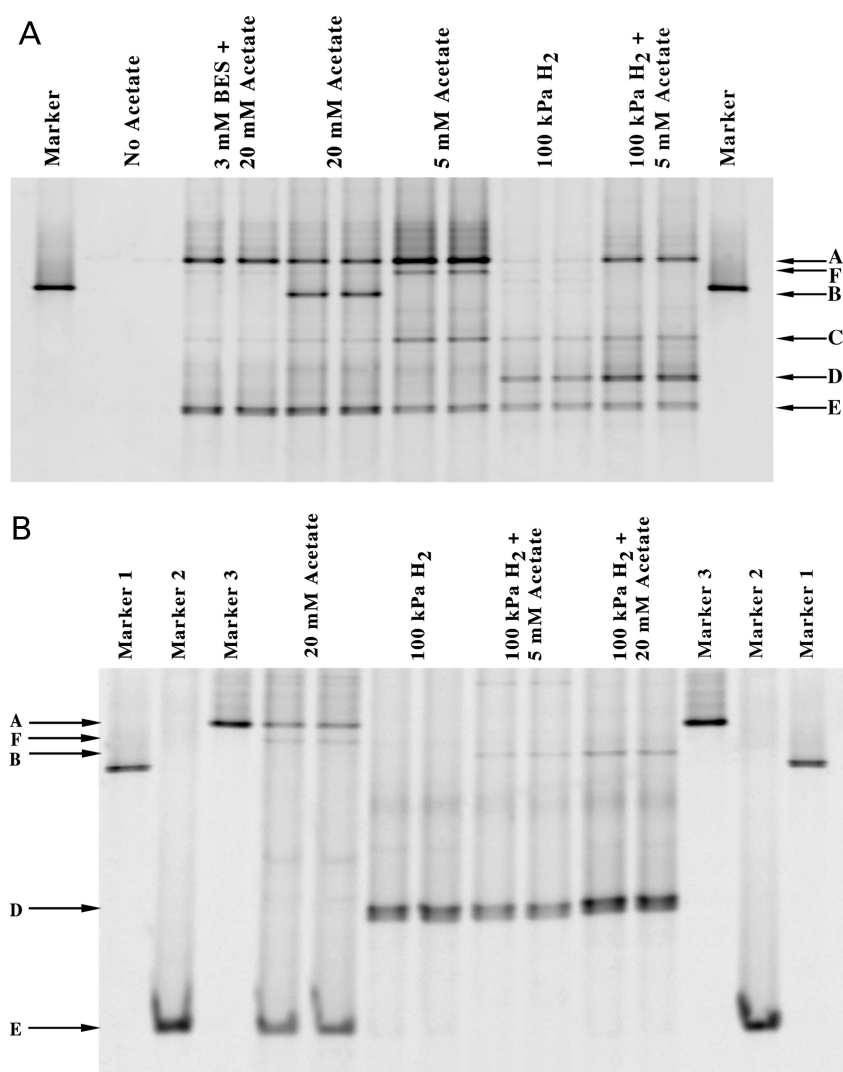 A
Marker
No Acetate
3 mM BES +
20 mM Acetate
20 mM Acetate
5 mM Acetate
100 kPa H2
100 kPa H2 +
5 mM Acetate
Marker
A
F
B
C
D
E
B
Marker 1
Marker 2
Marker 3
20 mM Acetate
100 kPa H2
100 kPa H2 +
5 mM Acetate
100 kPa H2 +
20 mM Acetate
Marker 3
Marker 2
Marker 1
A
F
B
D
E